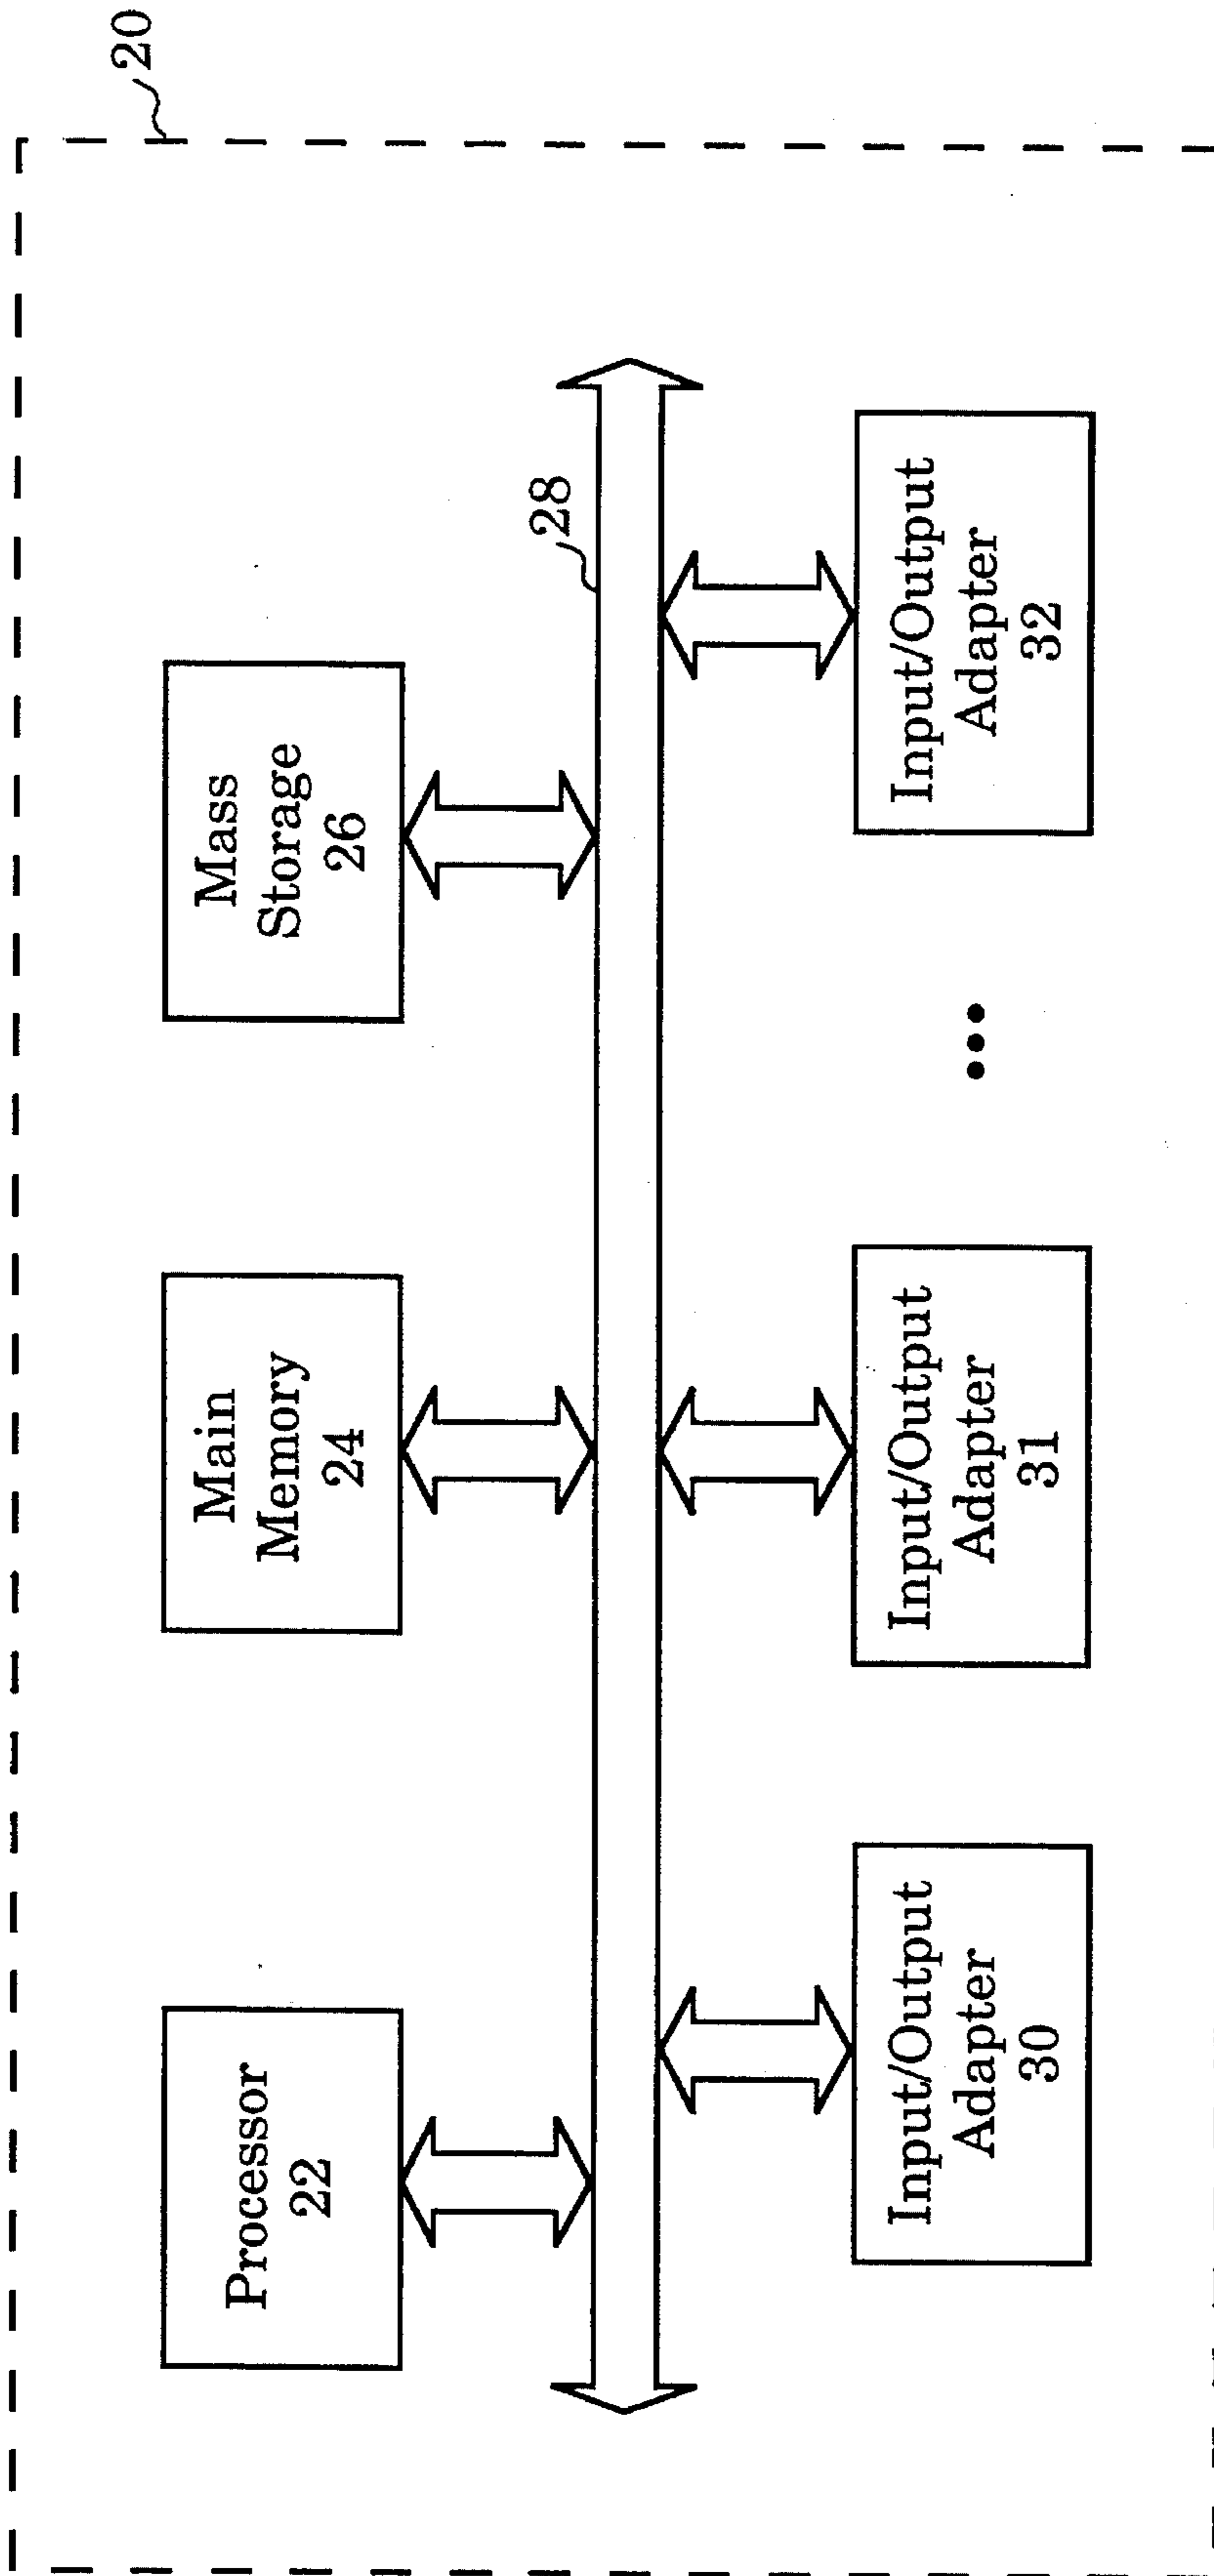 20
Processor
22
Main
Memory
24
Mass
Storage
26
28
Input/Output
Adapter
30
Input/Output
Adapter
31
Input/Output
Adapter
32